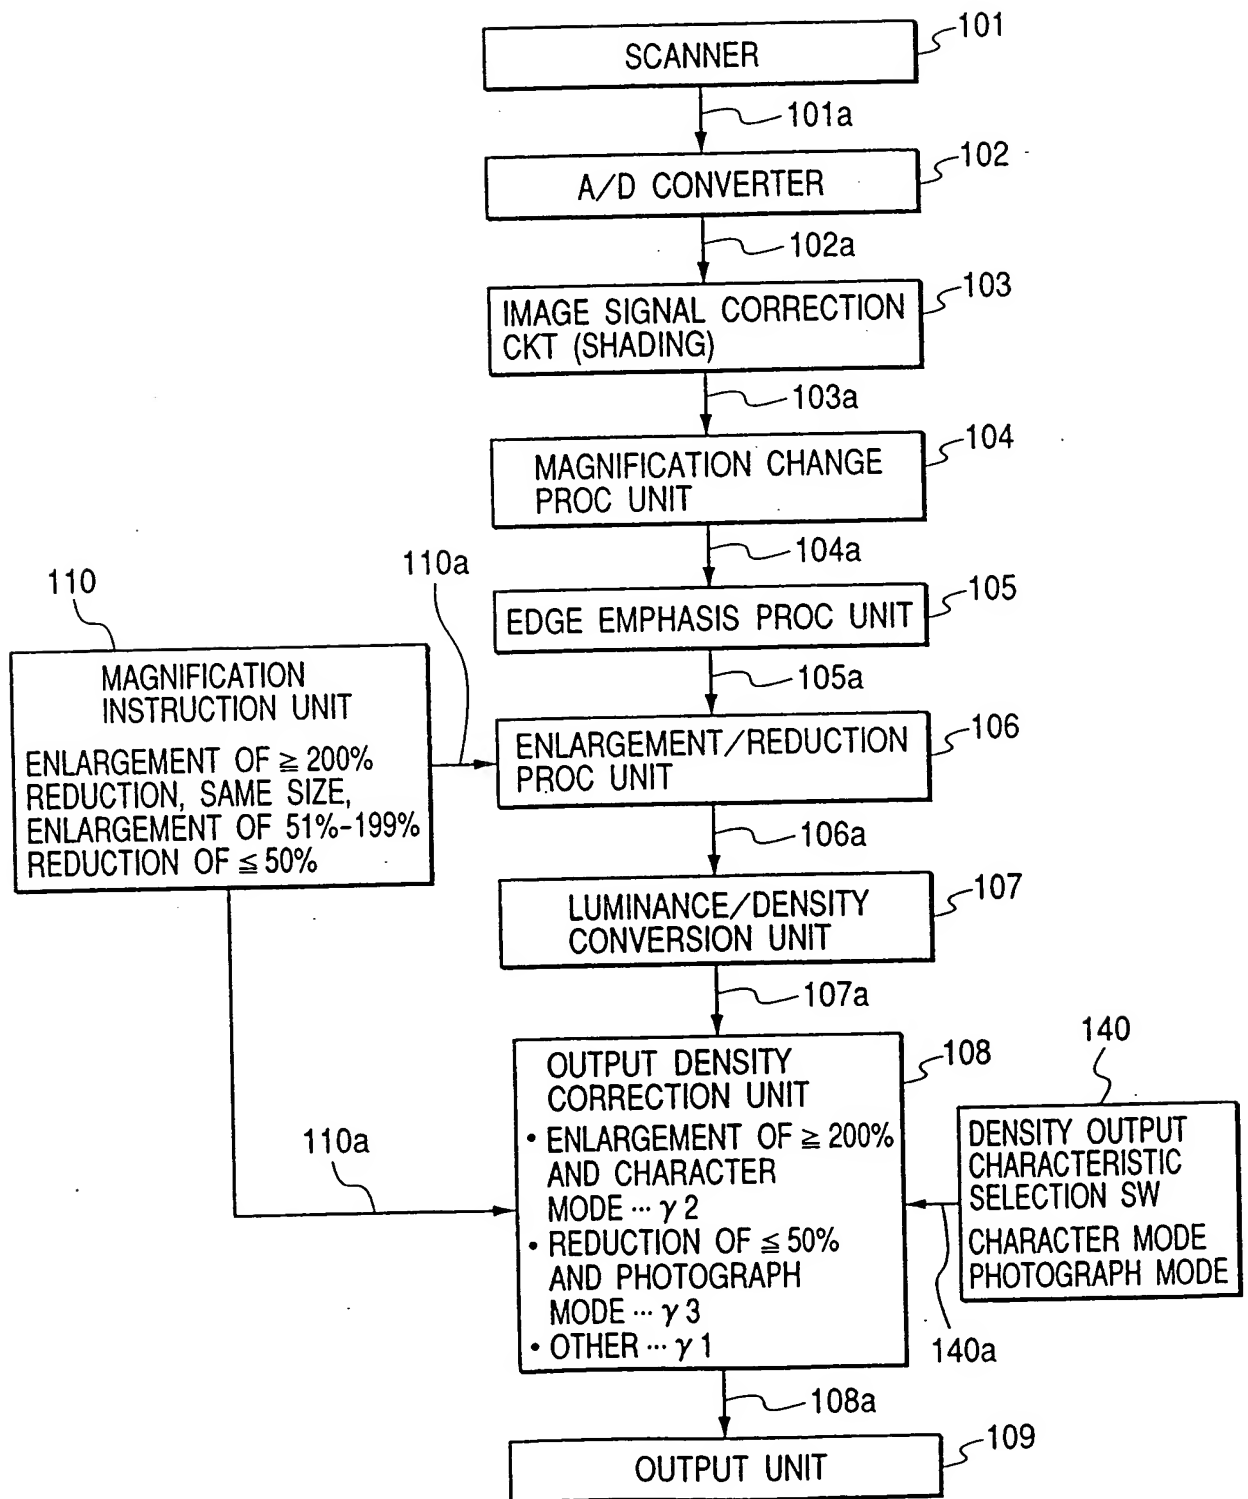 SCANNER
101
101a
A/D CONVERTER
102
102a
IMAGE SIGNAL CORRECTION
CKT (SHADING)
103
103a
MAGNIFICATION CHANGE
PROC UNIT
104
104a
EDGE EMPHASIS PROC UNIT
105
105a
110
110a
MAGNIFICATION
INSTRUCTION UNIT
ENLARGEMENT OF ≧ 200%
REDUCTION, SAME SIZE,
ENLARGEMENT OF 51%-199%
REDUCTION OF ≦ 50%
ENLARGEMENT/REDUCTION
PROC UNIT
106
106a
LUMINANCE/DENSITY
CONVERSION UNIT
107
107a
110a
OUTPUT DENSITY
CORRECTION UNIT
• ENLARGEMENT OF ≧ 200%
AND CHARACTER
MODE ··· γ 2
• REDUCTION OF ≦ 50%
AND PHOTOGRAPH
MODE ··· γ 3
• OTHER ··· γ 1
108
140
DENSITY OUTPUT
CHARACTERISTIC
SELECTION SW
CHARACTER MODE
PHOTOGRAPH MODE
140a
108a
OUTPUT UNIT
109